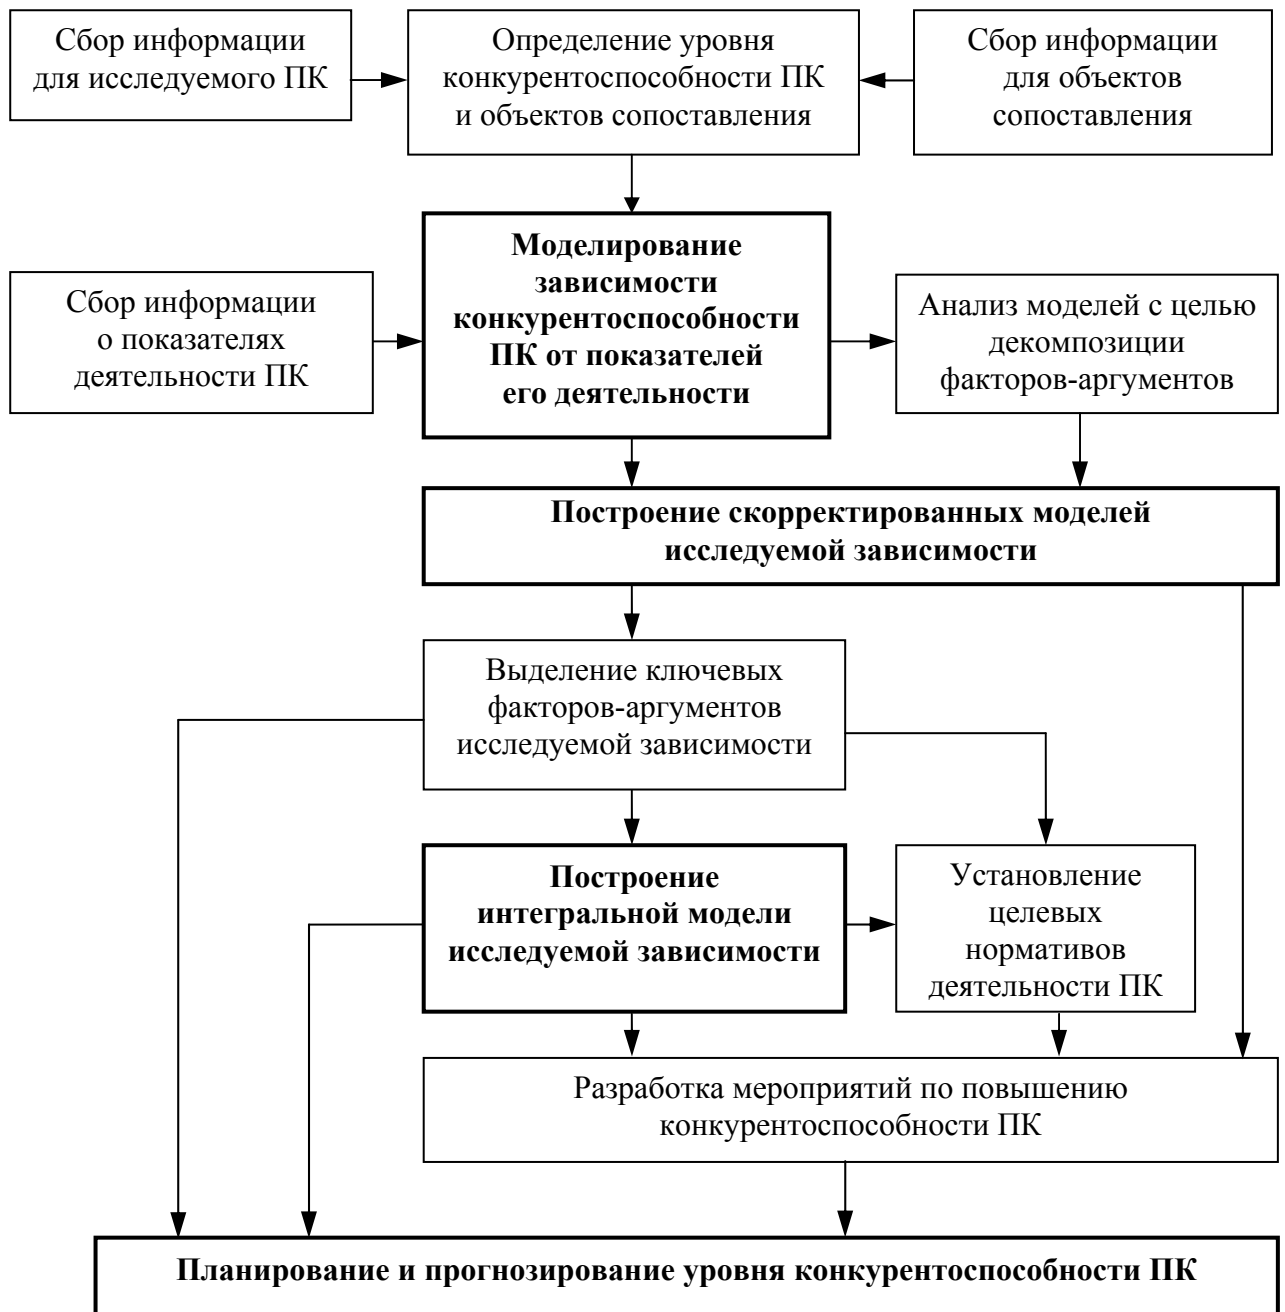 Сбор информации
для исследуемого ПК
Определение уровня
конкурентоспособности ПК
и объектов сопоставления
Сбор информации
для объектов
сопоставления
Моделирование
зависимости
конкурентоспособности
ПК от показателей
его деятельности
Сбор информации
о показателях
деятельности ПК
Анализ моделей с целью
декомпозиции
факторов-аргументов
Построение скорректированных моделей
исследуемой зависимости
Выделение ключевых
факторов-аргументов
исследуемой зависимости
Построение
интегральной модели
исследуемой зависимости
Установление
целевых
нормативов
деятельности ПК
Разработка мероприятий по повышению
конкурентоспособности ПК
Планирование и прогнозирование уровня конкурентоспособности ПК